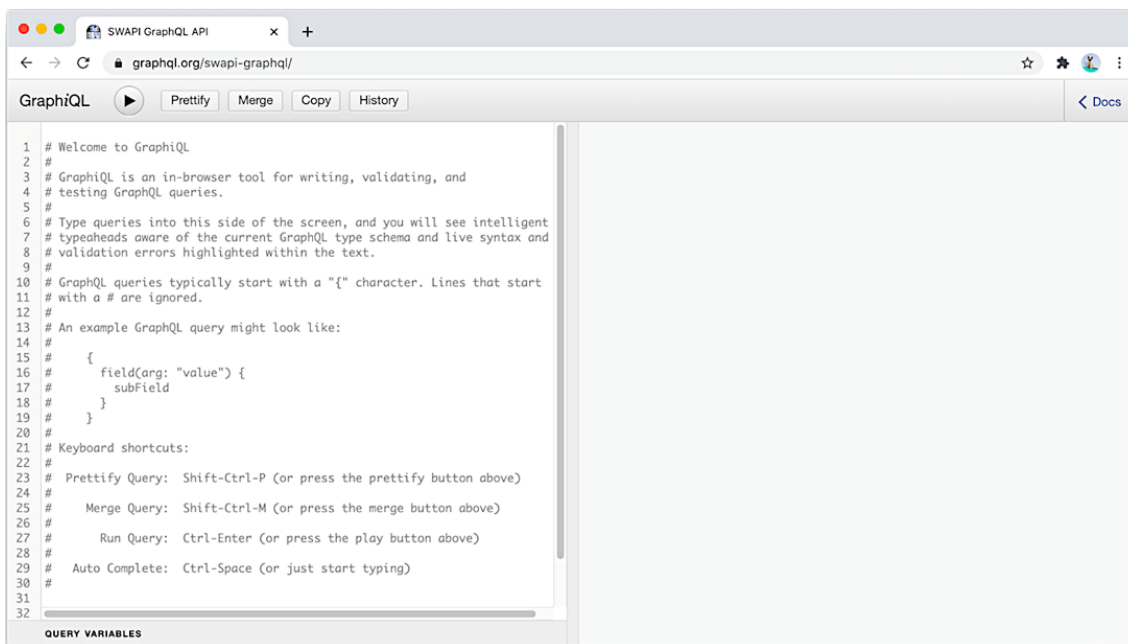 SWAPI GraphQL API
graphql.org/swapi-graphql/
GraphiQL Prettify Merge Copy History Docs
1 # Welcome to GraphiQL
2 #
3 # GraphiQL is an in-browser tool for writing, validating, and
4 # testing GraphQL queries.
5 #
6 # Type queries into this side of the screen, and you will see intelligent
7 # typeaheads aware of the current GraphQL type schema and live syntax and
8 # validation errors highlighted within the text.
9 #
10 # GraphQL queries typically start with a "{" character. Lines that start
11 # with a # are ignored.
12 #
13 # An example GraphQL query might look like:
14 #
15 #     {
16 #       field(arg: "value") {
17 #         subField
18 #       }
19 #     }
20 #
21 # Keyboard shortcuts:
22 #
23 #  Prettify Query:  Shift-Ctrl-P (or press the prettify button above)
24 #
25 #     Merge Query:  Shift-Ctrl-M (or press the merge button above)
26 #
27 #       Run Query:  Ctrl-Enter (or press the play button above)
28 #
29 #   Auto Complete:  Ctrl-Space (or just start typing)
30 #
31
32
QUERY VARIABLES